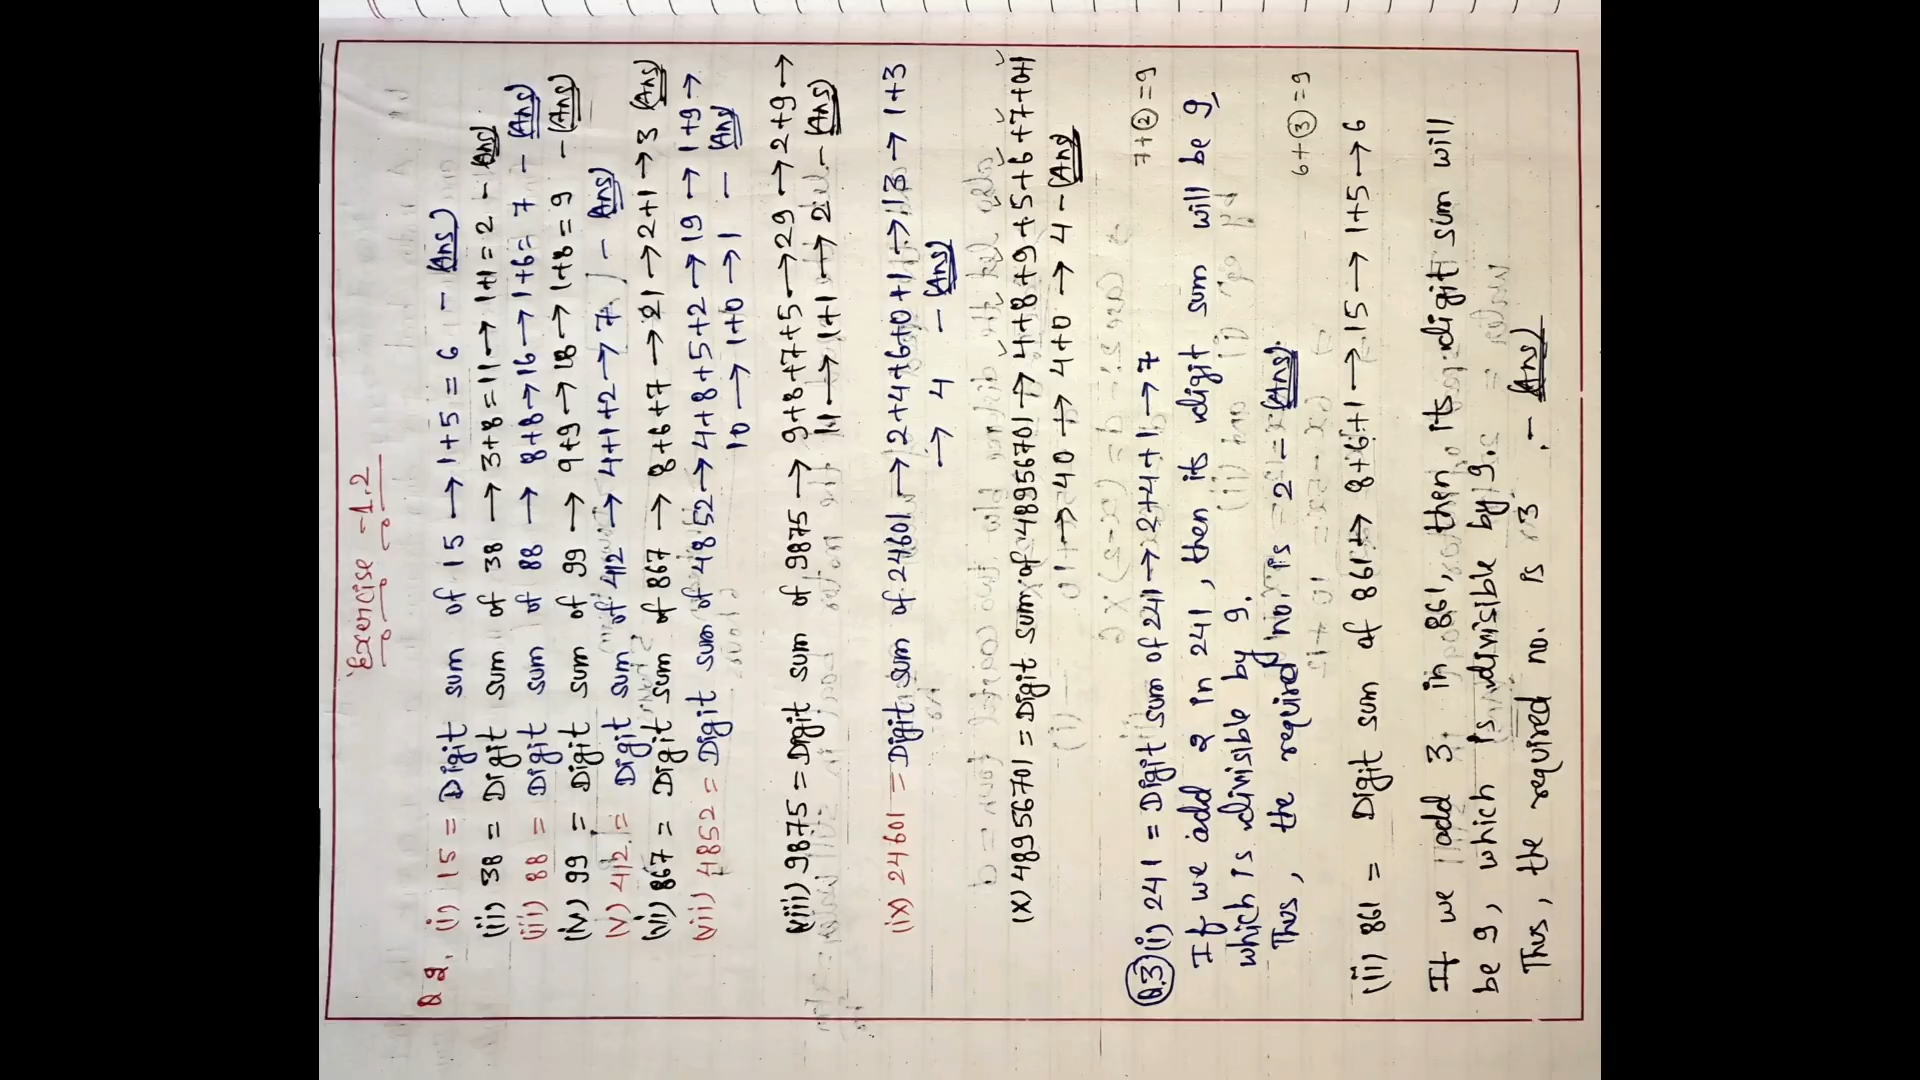 Exercise -1.2
Q 2. (i) 15 = Digit sum of 15 → 1+5 = 6 - (Ans)
(ii) 38 = Digit sum of 38 → 3+8 = 11 → 1+1 = 2 - (Ans)
(iii) 88 = Digit sum of 88 → 8+8 → 16 → 1+6 = 7 - (Ans)
(iv) 99 = Digit sum of 99 → 9+9 → 18 → 1+8 = 9 - (Ans)
(v) 412 = Digit sum of 412 → 4+1+2 → 7 - (Ans)
(vi) 867 = Digit sum of 867 → 8+6+7 → 21 → 2+1 → 3 (Ans)
(vii) 4852 = Digit sum of 4852 → 4+8+5+2 → 19 → 1+9 →
10 → 1+0 → 1 - (Ans)
(viii) 9875 = Digit sum of 9875 → 9+8+7+5 → 29 → 2+9 →
11 → 1+1 → 2 - (Ans)
(ix) 24601 = Digit sum of 24601 → 2+4+6+0+1 → 13 → 1+3
→ 4 - (Ans)
(x) 48956701 = Digit sum of 48956701 → 4+8+9+5+6+7+0+1
→ 40 → 4+0 → 4 - (Ans)
7+2=9
Q.3 (i) 241 = Digit sum of 241 → 2+4+1 → 7
If we add 2 in 241, then its digit sum will be 9,
which is divisible by 9.
Thus, the required no. is 2 - (Ans).
6+3=9
(ii) 861 = Digit sum of 861 → 8+6+1 → 15 → 1+5 → 6
If we add 3 in 861, then its digit sum will
be 9, which is divisible by 9.
Thus, the required no. is 3. - (Ans)